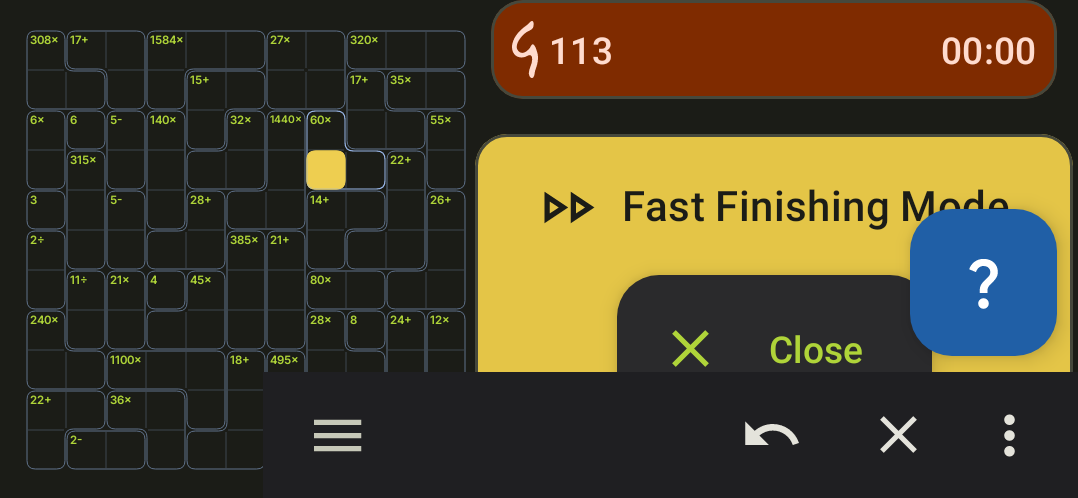 308× 17+ 1584× 27× 320×
15+ 17+ 35×
6× 6 5- 140× 32× 1440× 60× 55×
315× 22+
3 5- 28+ 14+ 26+
2÷ 385× 21+
11÷ 21× 4 45× 80×
240× 28× 8 24+ 12×
1100× 18+ 495×
22+ 36×
2-
113 00:00
Fast Finishing Mode
?
Close